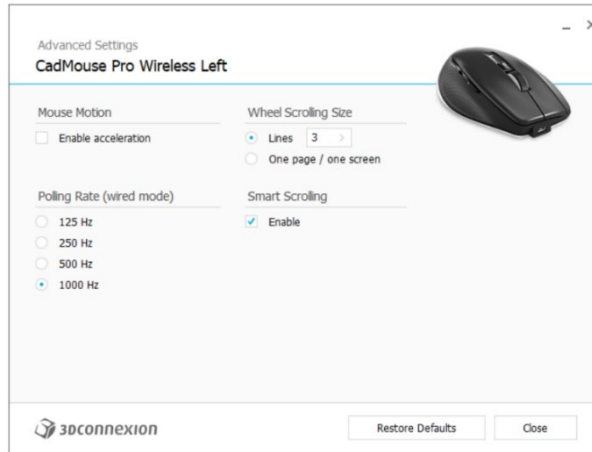 Advanced Settings
CadMouse Pro Wireless Left
Mouse Motion
Enable acceleration
Wheel Scrolling Size
Lines 3
One page / one screen
Polling Rate (wired mode)
125 Hz
250 Hz
500 Hz
1000 Hz
Smart Scrolling
Enable
3Dconnexion
Restore Defaults
Close